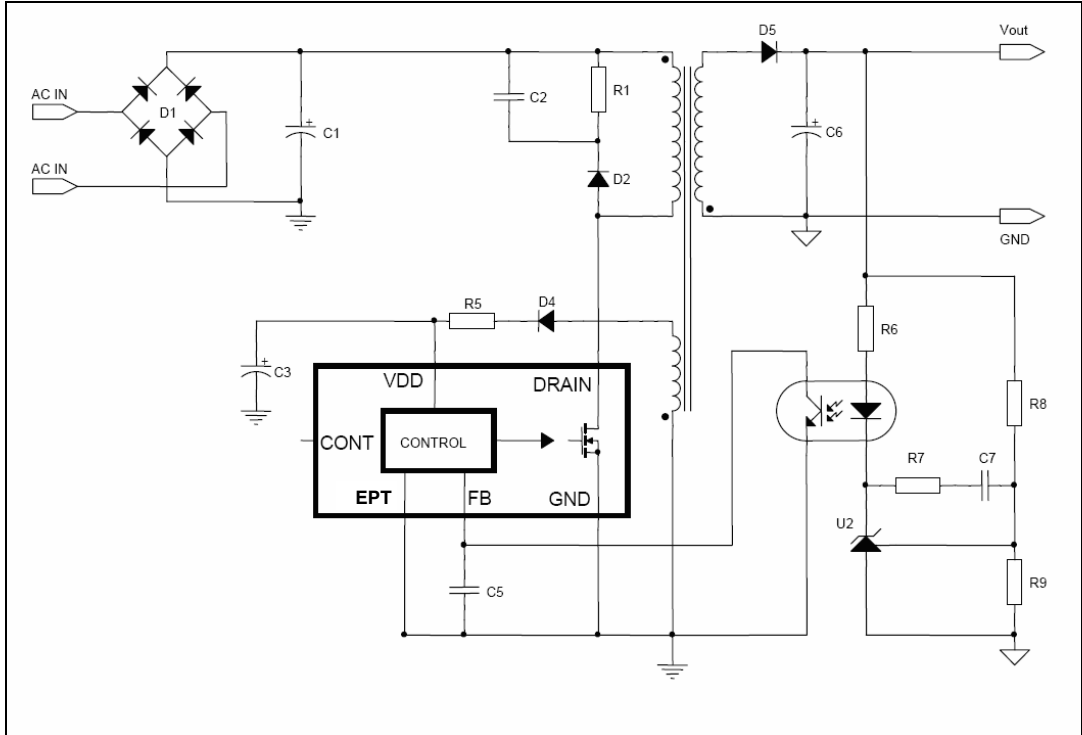 D5
Vout
AC IN
D1
C1
C2
R1
C6
AC IN
D2
GND
R5
D4
R6
C3
VDD
DRAIN
R8
CONT
CONTROL
R7
C7
EPT
FB
GND
U2
C5
R9
+
+
+